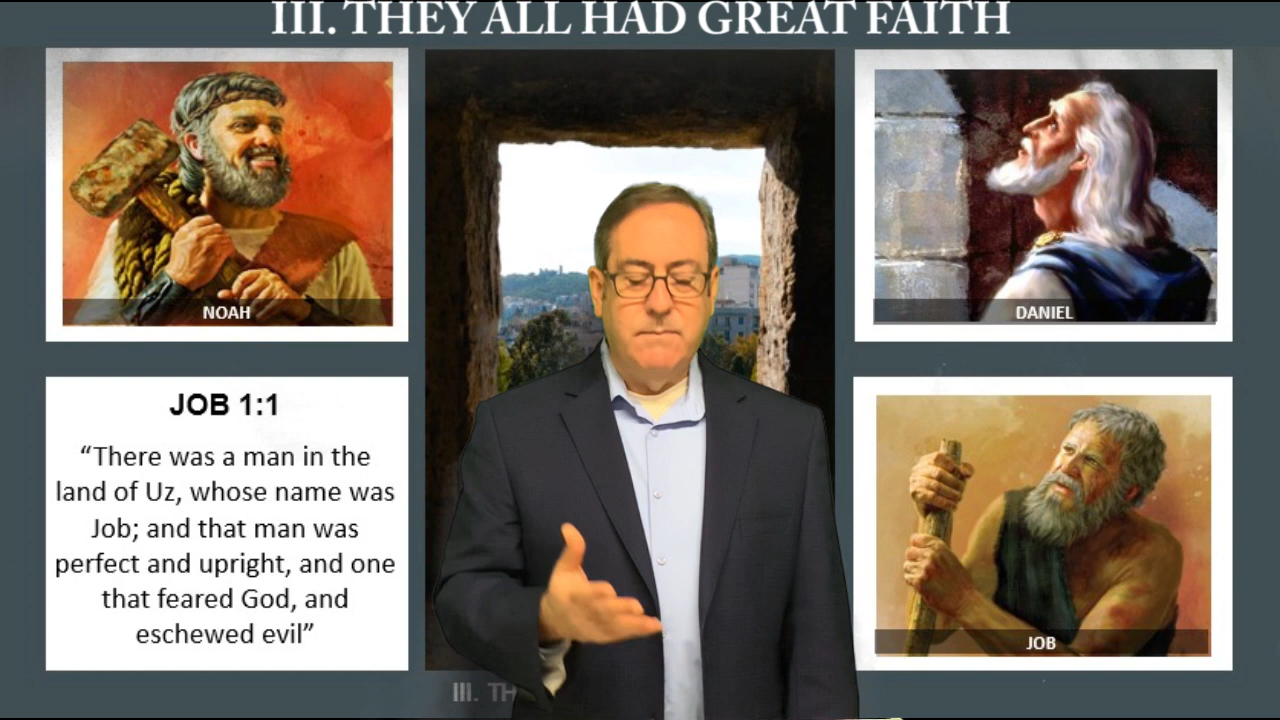 III. THEY ALL HAD GREAT FAITH
NOAH
DANIEL
JOB 1:1
“There was a man in the
land of Uz, whose name was
Job; and that man was
perfect and upright, and one
that feared God, and
eschewed evil”
JOB
III. TH